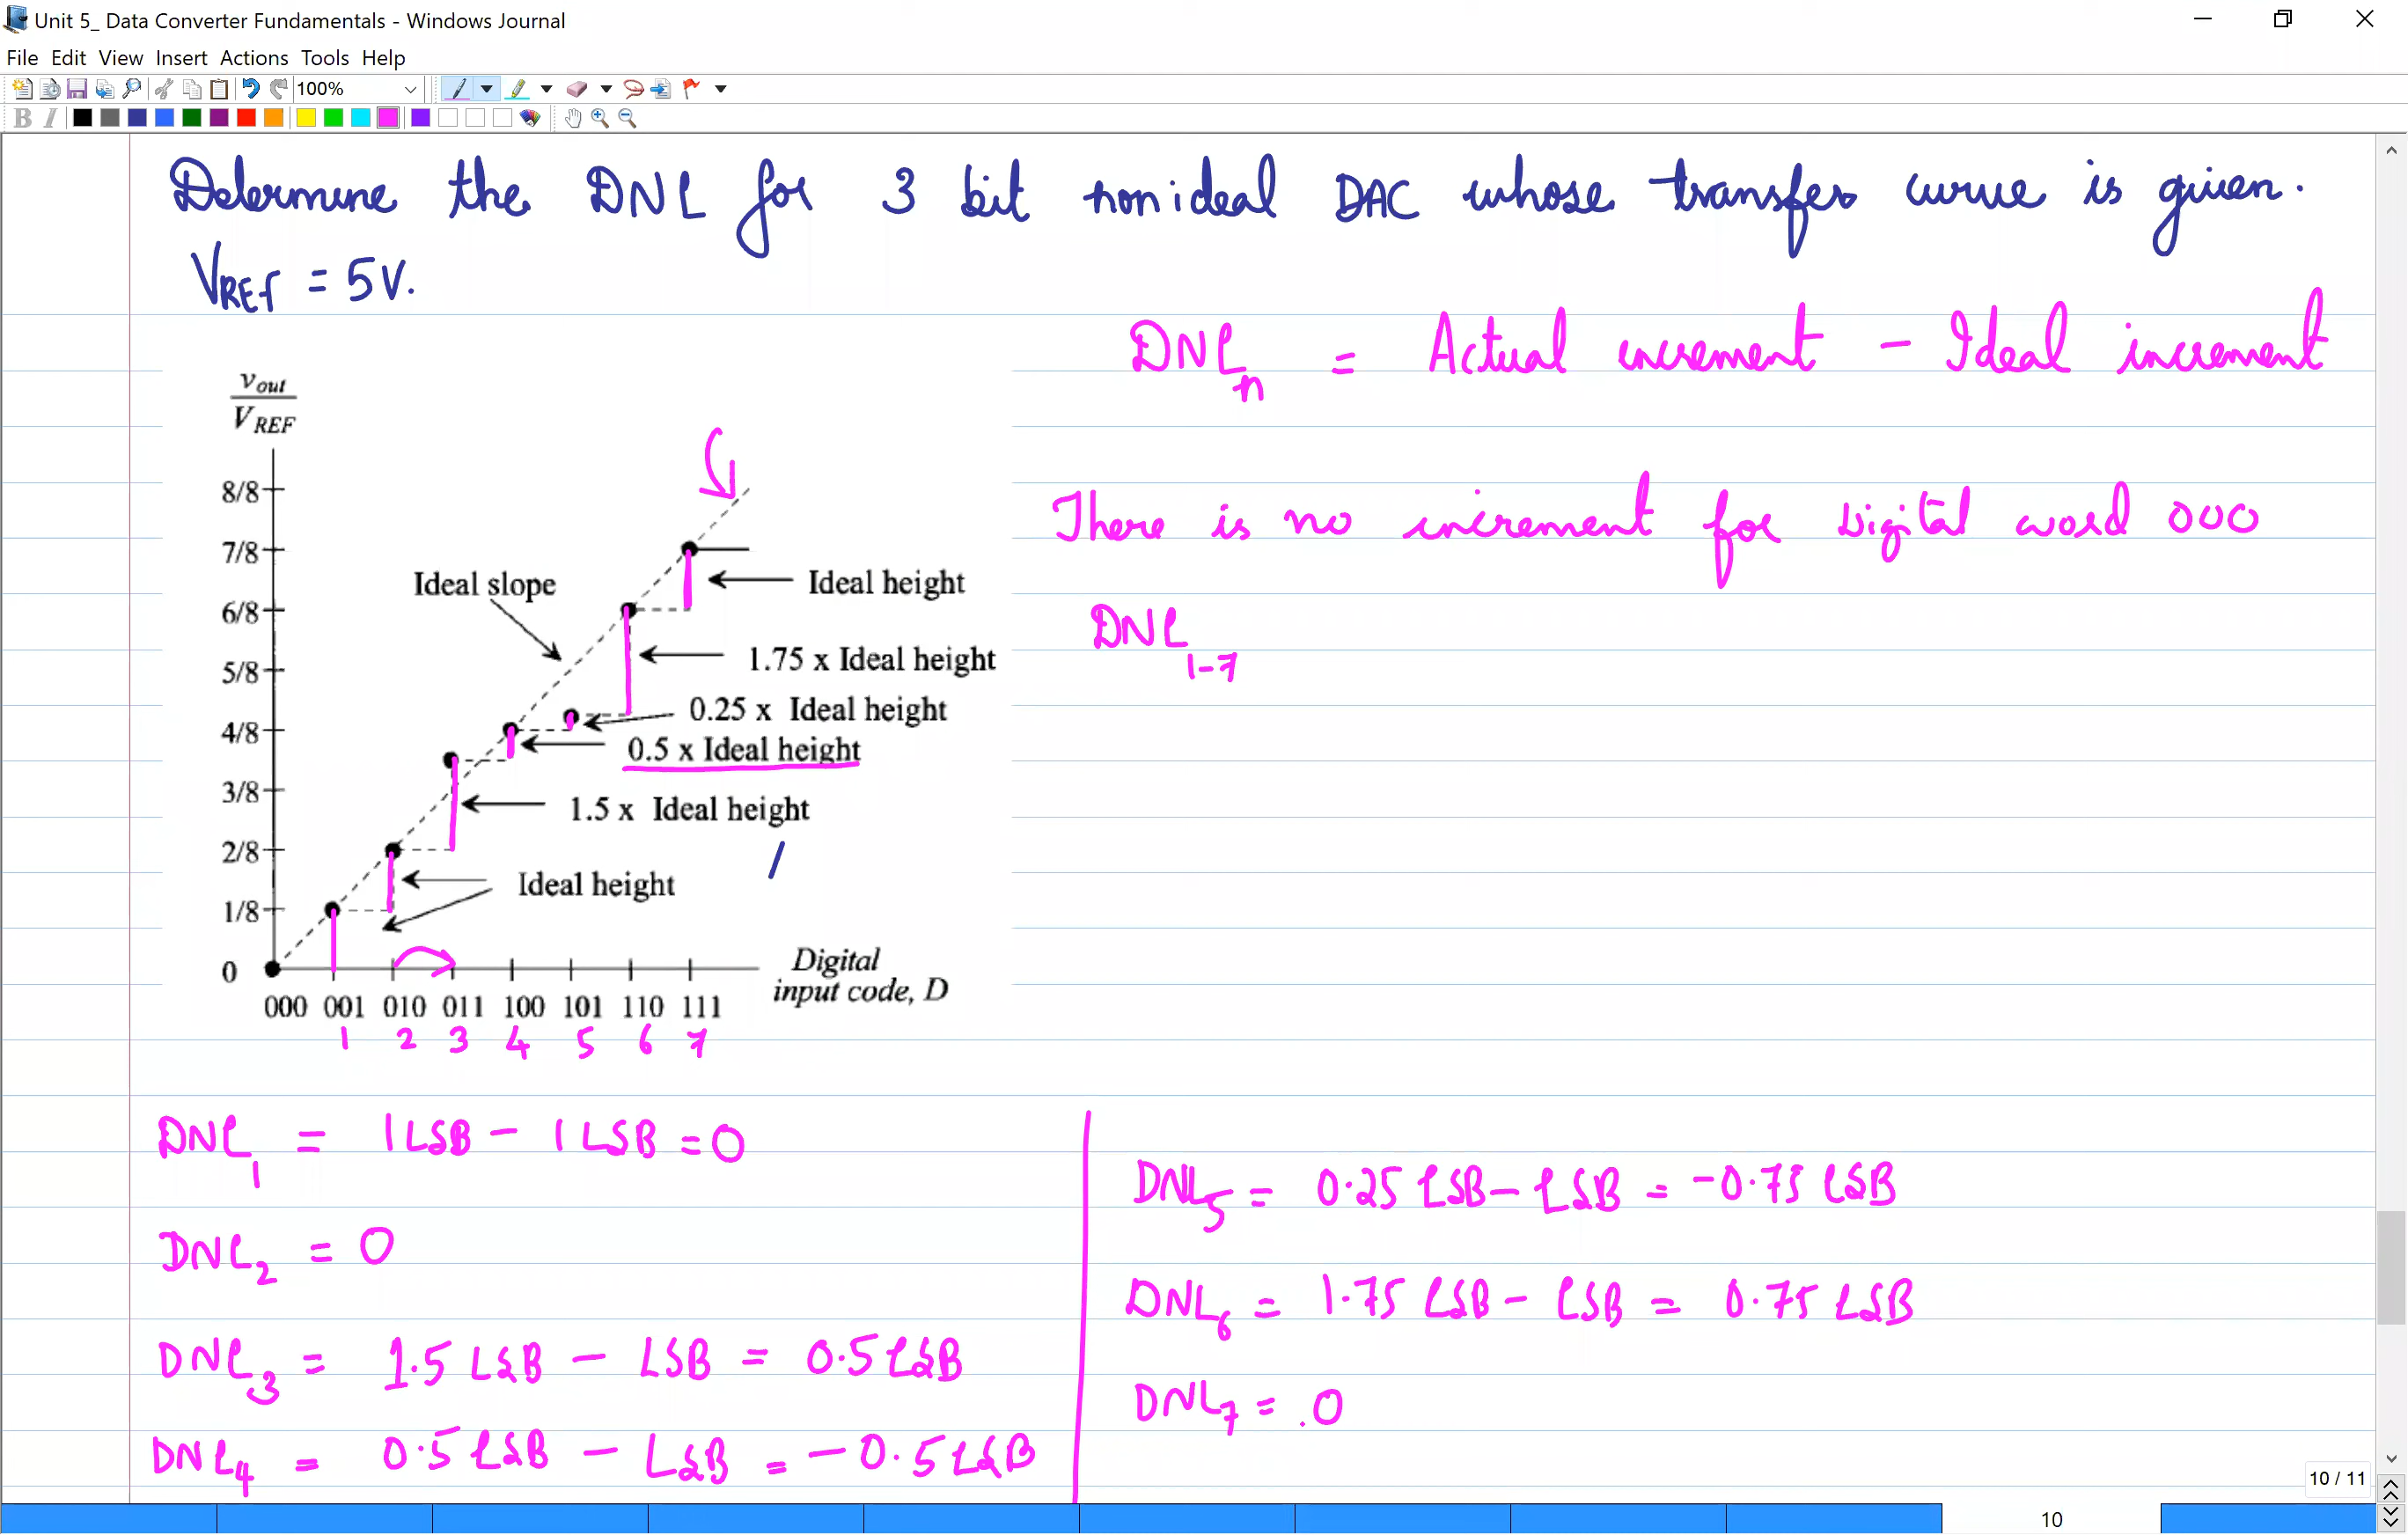 Unit 5_ Data Converter Fundamentals - Windows Journal
File Edit View Insert Actions Tools Help
100%
B I
Determine the DNL for 3 bit nonideal DAC whose transfer curve is given.
VREF = 5V.
DNLn = Actual increment - Ideal increment
There is no increment for Digital word 000
DNL1-7
vout
VREF
8/8
7/8
6/8
5/8
4/8
3/8
2/8
1/8
0
Ideal slope
Ideal height
1.75 x Ideal height
0.25 x Ideal height
0.5 x Ideal height
1.5 x Ideal height
Ideal height
Digital
input code, D
000 001 010 011 100 101 110 111
1 2 3 4 5 6 7
DNL1 = 1LSB - 1LSB = 0
DNL2 = 0
DNL3 = 1.5 LSB - LSB = 0.5 LSB
DNL4 = 0.5 LSB - LSB = -0.5 LSB
DNL5 = 0.25 LSB - LSB = -0.75 LSB
DNL6 = 1.75 LSB - LSB = 0.75 LSB
DNL7 = .0
10 / 11
10